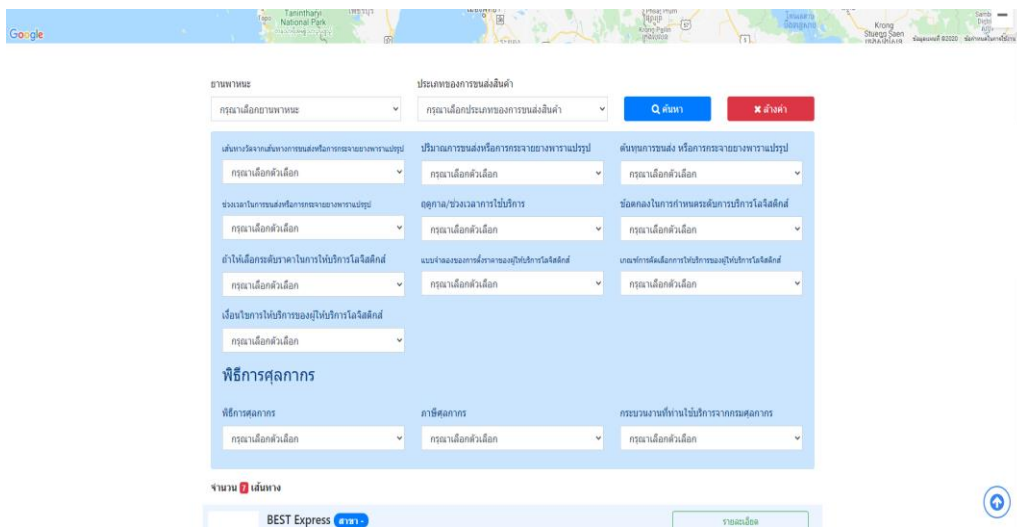 Tanintharyi
National Park
Krong
Stueng Saen
Google
ข้อมูลแผนที่ ©2020
ยานพาหนะ ประเภทของการขนส่งสินค้า
กรุณาเลือกยานพาหนะ กรุณาเลือกประเภทของการขนส่งสินค้า ค้นหา ล้างค่า
เส้นทางวัดจากเส้นทางการขนส่งหรือการกระจายยางพาราแปรรูป ปริมาณการขนส่งหรือการกระจายยางพาราแปรรูป ต้นทุนการขนส่ง หรือการกระจายยางพาราแปรรูป
กรุณาเลือกตัวเลือก กรุณาเลือกตัวเลือก กรุณาเลือกตัวเลือก
ช่วงเวลาในการขนส่งหรือการกระจายยางพาราแปรรูป ฤดูกาล/ช่วงเวลาการใช้บริการ ข้อตกลงในการกำหนดระดับการบริการโลจิสติกส์
กรุณาเลือกตัวเลือก กรุณาเลือกตัวเลือก กรุณาเลือกตัวเลือก
ถ้าให้เลือกระดับราคาในการให้บริการโลจิสติกส์ แบบจำลองของการตั้งราคาของผู้ให้บริการโลจิสติกส์ เกณฑ์การคัดเลือกการให้บริการของผู้ให้บริการโลจิสติกส์
กรุณาเลือกตัวเลือก กรุณาเลือกตัวเลือก กรุณาเลือกตัวเลือก
เงื่อนไขการให้บริการของผู้ให้บริการโลจิสติกส์
กรุณาเลือกตัวเลือก
พิธีการศุลกากร
พิธีการศุลกากร ภาษีศุลกากร กระบวนงานที่ท่านใช้บริการจากกรมศุลกากร
กรุณาเลือกตัวเลือก กรุณาเลือกตัวเลือก กรุณาเลือกตัวเลือก
จำนวน 7 เส้นทาง
BEST Express สาขา - รายละเอียด